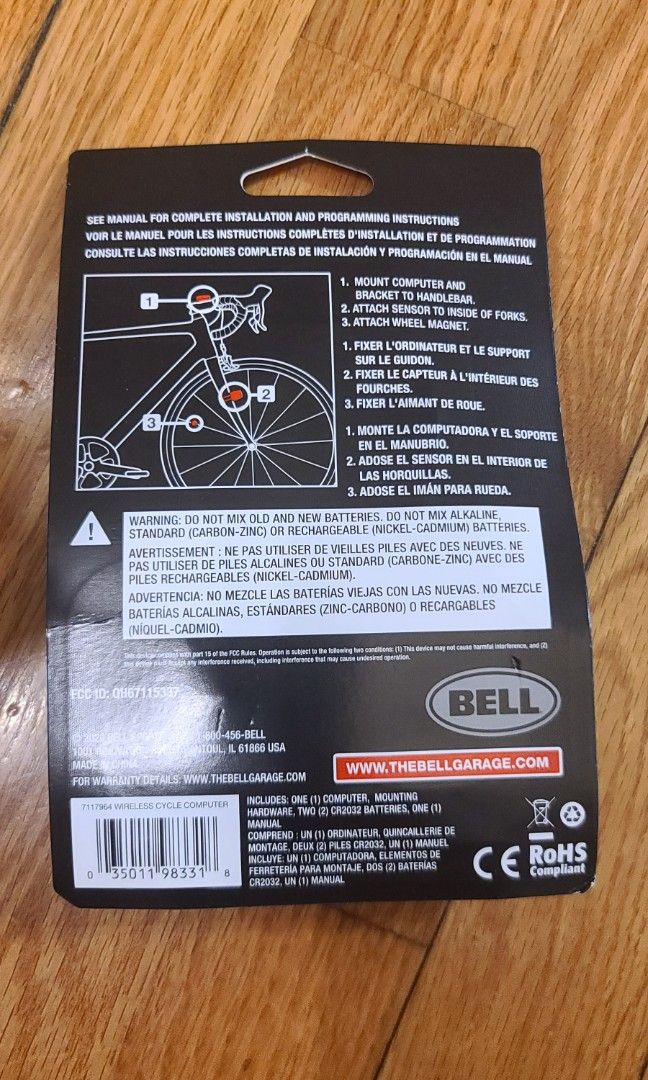 SEE MANUAL FOR COMPLETE INSTALLATION AND PROGRAMMING INSTRUCTIONS
VOIR LE MANUEL POUR LES INSTRUCTIONS COMPLÈTES D'INSTALLATION ET DE PROGRAMMATION
CONSULTE LAS INSTRUCCIONES COMPLETAS DE INSTALACIÓN Y PROGRAMACIÓN EN EL MANUAL
1
2
3
1. MOUNT COMPUTER AND
BRACKET TO HANDLEBAR.
2. ATTACH SENSOR TO INSIDE OF FORKS.
3. ATTACH WHEEL MAGNET.
1. FIXER L'ORDINATEUR ET LE SUPPORT
SUR LE GUIDON.
2. FIXER LE CAPTEUR À L'INTÉRIEUR DES
FOURCHES.
3. FIXER L'AIMANT DE ROUE.
1. MONTE LA COMPUTADORA Y EL SOPORTE
EN EL MANUBRIO.
2. ADOSE EL SENSOR EN EL INTERIOR DE
LAS HORQUILLAS.
3. ADOSE EL IMÁN PARA RUEDA.
WARNING: DO NOT MIX OLD AND NEW BATTERIES. DO NOT MIX ALKALINE,
STANDARD (CARBON-ZINC) OR RECHARGEABLE (NICKEL-CADMIUM) BATTERIES.
AVERTISSEMENT : NE PAS UTILISER DE VIEILLES PILES AVEC DES NEUVES. NE
PAS UTILISER DE PILES ALCALINES OU STANDARD (CARBONE-ZINC) AVEC DES
PILES RECHARGEABLES (NICKEL-CADMIUM).
ADVERTENCIA: NO MEZCLE LAS BATERÍAS VIEJAS CON LAS NUEVAS. NO MEZCLE
BATERÍAS ALCALINAS, ESTÁNDARES (ZINC-CARBONO) O RECARGABLES
(NÍQUEL-CADMIO).
This device complies with part 15 of the FCC Rules. Operation is subject to the following two conditions: (1) This device may not cause harmful interference, and (2)
this device must accept any interference received, including interference that may cause undesired operation.
FCC ID: OH67115337
BELL
1-800-456-BELL
IL 61866 USA
MADE IN CHINA
FOR WARRANTY DETAILS: WWW.THEBELLGARAGE.COM
WWW.THEBELLGARAGE.COM
7117964 WIRELESS CYCLE COMPUTER
0 35011 98331 8
INCLUDES: ONE (1) COMPUTER, MOUNTING
HARDWARE, TWO (2) CR2032 BATTERIES, ONE (1)
MANUAL
COMPREND : UN (1) ORDINATEUR, QUINCAILLERIE DE
MONTAGE, DEUX (2) PILES CR2032, UN (1) MANUEL
INCLUYE: UN (1) COMPUTADORA, ELEMENTOS DE
FERRETERÍA PARA MONTAJE, DOS (2) BATERÍAS
CR2032, UN (1) MANUAL
CE RoHS
Compliant